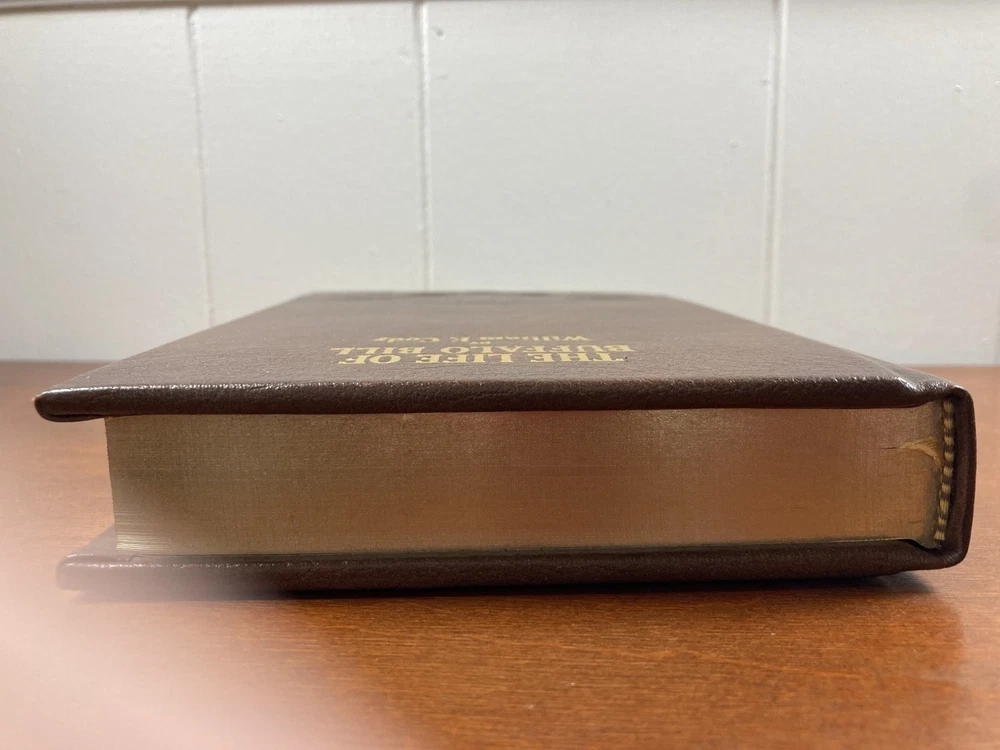 THE LIFE OF
BUFFALO BILL
William F. Cody